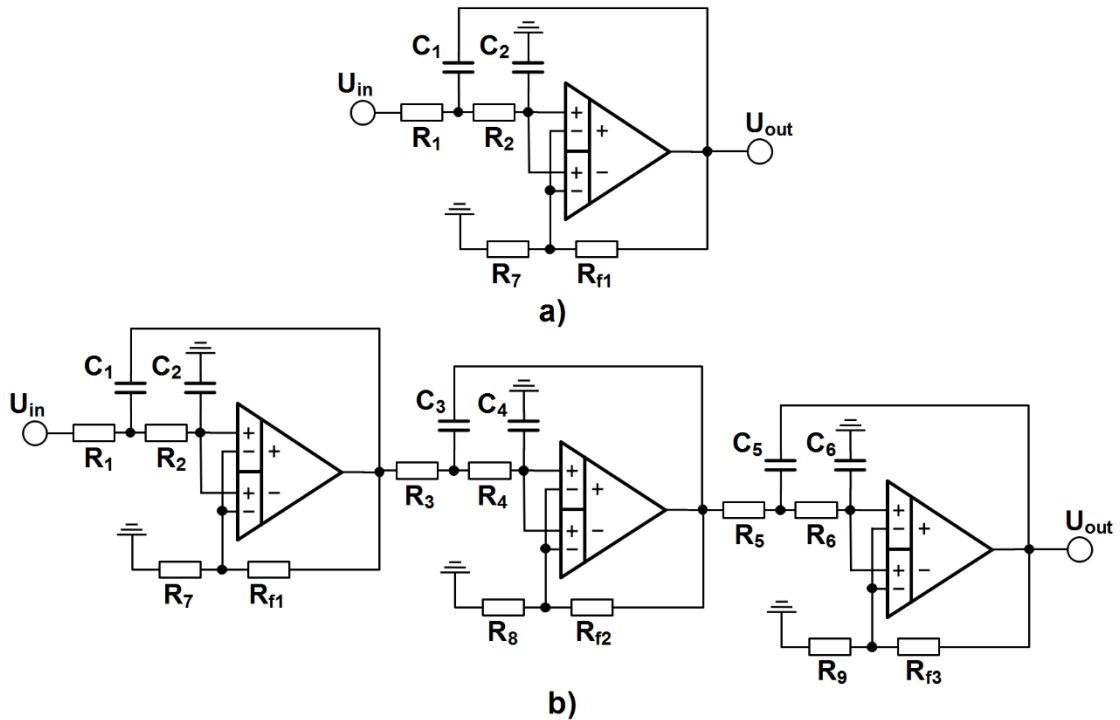 C1 C2
Uin
R1 R2
+
−
+
−
+
−
Uout
R7 Rf1
a)
C1 C2
Uin
R1 R2
+
−
+
−
+
−
R7 Rf1
C3 C4
R3 R4
+
−
+
−
+
−
R8 Rf2
C5 C6
R5 R6
+
−
+
−
+
−
Uout
R9 Rf3
b)